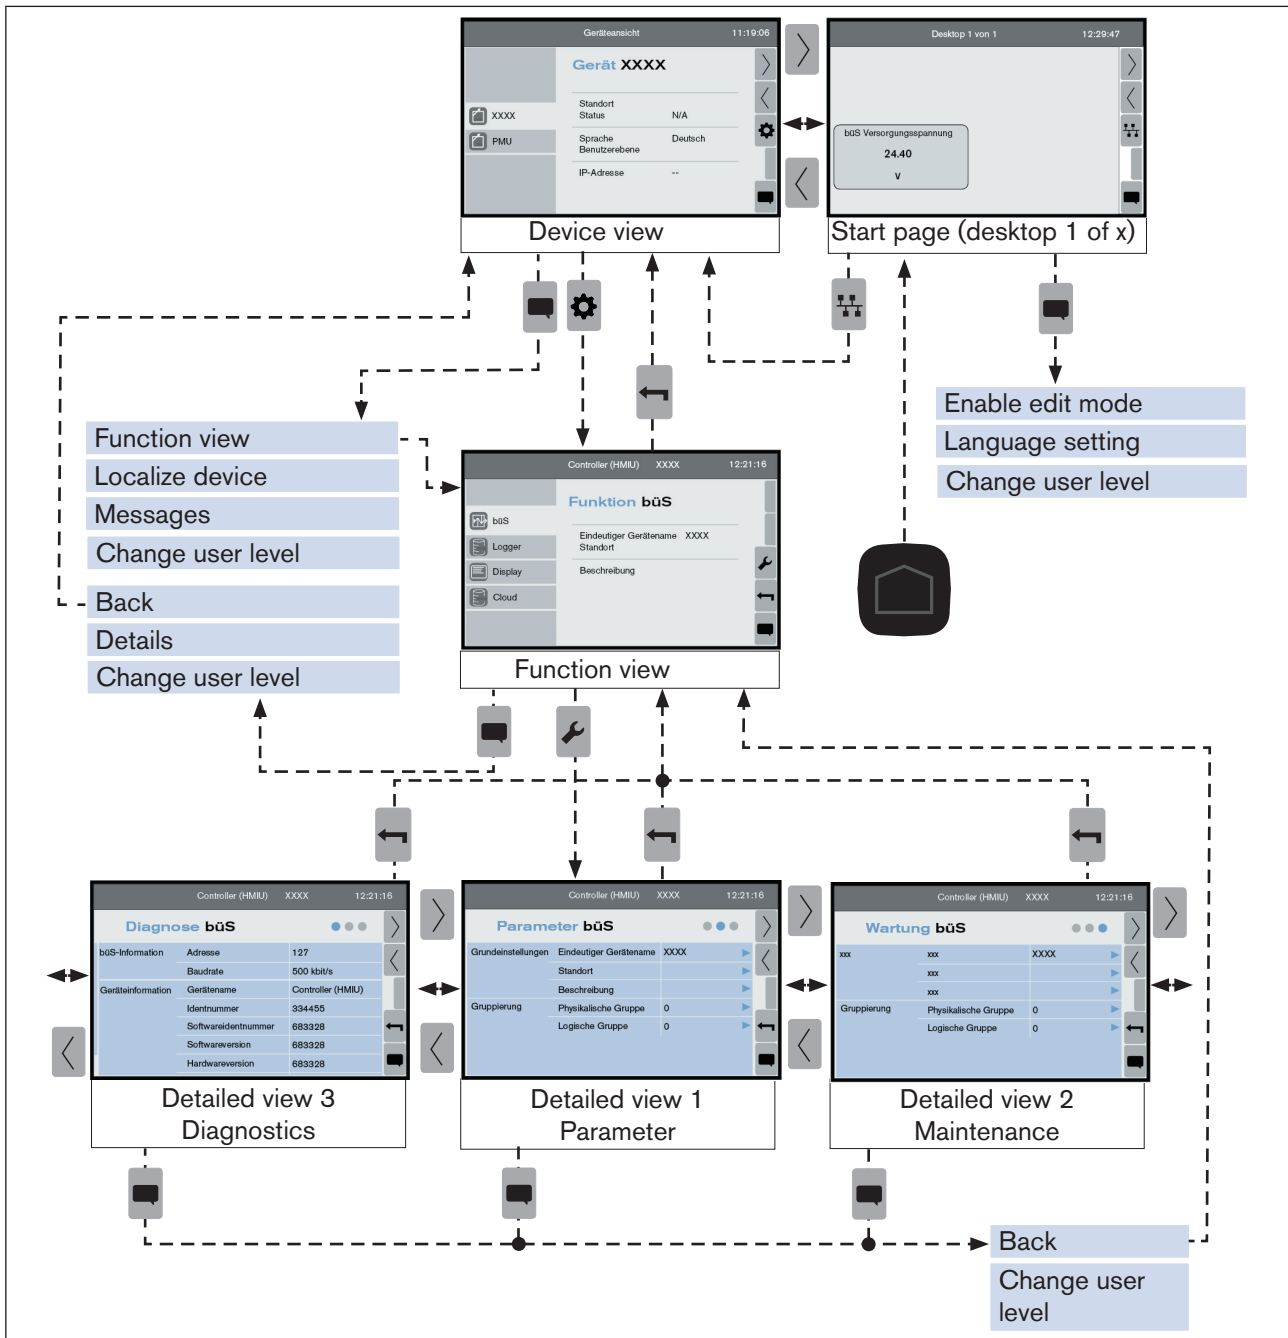 Geräteansicht 11:19:06
Gerät XXXX
Standort
Status N/A
Sprache Deutsch
Benutzerebene
IP-Adresse --
XXXX
PMU
Device view
Desktop 1 von 1 12:29:47
büS Versorgungsspannung
24.40
V
Start page (desktop 1 of x)
Enable edit mode
Language setting
Change user level
Function view
Localize device
Messages
Change user level
Back
Details
Change user level
Controller (HMIU) XXXX 12:21:16
Funktion büS
büS
Logger
Display
Cloud
Eindeutiger Gerätename XXXX
Standort
Beschreibung
Function view
Controller (HMIU) XXXX 12:21:16
Diagnose büS
büS-Information Adresse 127
Baudrate 500 kbit/s
Geräteinformation Gerätename Controller (HMIU)
Identnummer 334455
Softwareidentnummer 683328
Softwareversion 683328
Hardwareversion 683328
Detailed view 3
Diagnostics
Controller (HMIU) XXXX 12:21:16
Parameter büS
Grundeinstellungen Eindeutiger Gerätename XXXX
Standort
Beschreibung
Gruppierung Physikalische Gruppe 0
Logische Gruppe 0
Detailed view 1
Parameter
Controller (HMIU) XXXX 12:21:16
Wartung büS
xxx xxx XXXX
xxx
xxx
Gruppierung Physikalische Gruppe 0
Logische Gruppe 0
Detailed view 2
Maintenance
Back
Change user
level